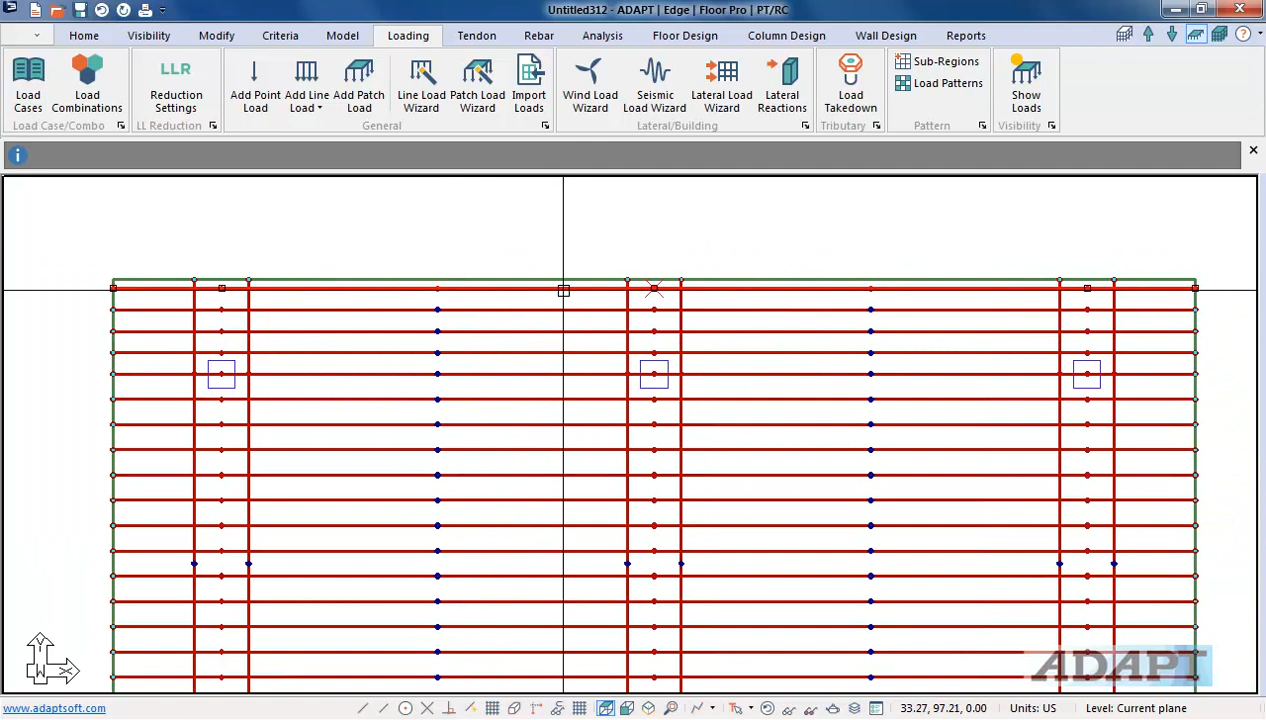 Untitled312 - ADAPT | Edge | Floor Pro | PT/RC
Home Visibility Modify Criteria Model Loading Tendon Rebar Analysis Floor Design Column Design Wall Design Reports
Load Cases
Load Combinations
Load Case/Combo
LLR
Reduction Settings
LL Reduction
Add Point Load
Add Line Load
Add Patch Load
Line Load Wizard
Patch Load Wizard
Import Loads
General
Wind Load Wizard
Seismic Load Wizard
Lateral Load Wizard
Lateral Reactions
Lateral/Building
Load Takedown
Tributary
Sub-Regions
Load Patterns
Pattern
Show Loads
Visibility
Y
W X
ADAPT
www.adaptsoft.com 33.27, 97.21, 0.00 Units: US Level: Current plane